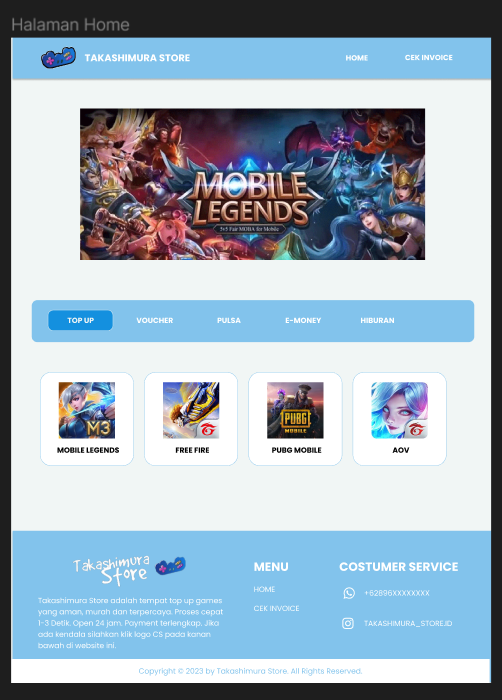 Halaman Home
TAKASHIMURA STORE
HOME
CEK INVOICE
MOBILE
LEGENDS
5v5 Fair MOBA for Mobile
TOP UP
VOUCHER
PULSA
E-MONEY
HIBURAN
M3
PUBG
MOBILE
MOBILE LEGENDS
FREE FIRE
PUBG MOBILE
AOV
Takashimura
Store
Takashimura Store adalah tempat top up games
yang aman, murah dan terpercaya. Proses cepat
1-3 Detik. Open 24 jam. Payment terlengkap. Jika
ada kendala silahkan klik logo CS pada kanan
bawah di website ini.
MENU
HOME
CEK INVOICE
COSTUMER SERVICE
+62896XXXXXXXX
TAKASHIMURA_STORE.ID
Copyright © 2023 by Takashimura Store. All Rights Reserved.